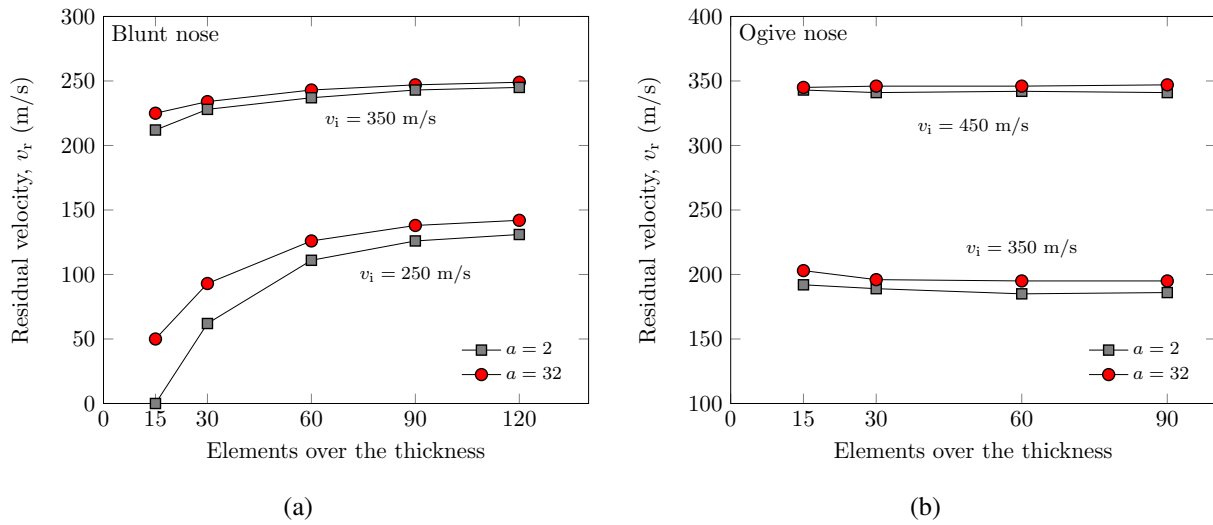 Blunt nose
Residual velocity, v_r (m/s)
300
250
200
150
100
50
0
v_i = 350 m/s
v_i = 250 m/s
a = 2
a = 32
0 15 30 60 90 120
Elements over the thickness
(a)
Ogive nose
Residual velocity, v_r (m/s)
400
350
300
250
200
150
100
v_i = 450 m/s
v_i = 350 m/s
a = 2
a = 32
0 15 30 60 90
Elements over the thickness
(b)